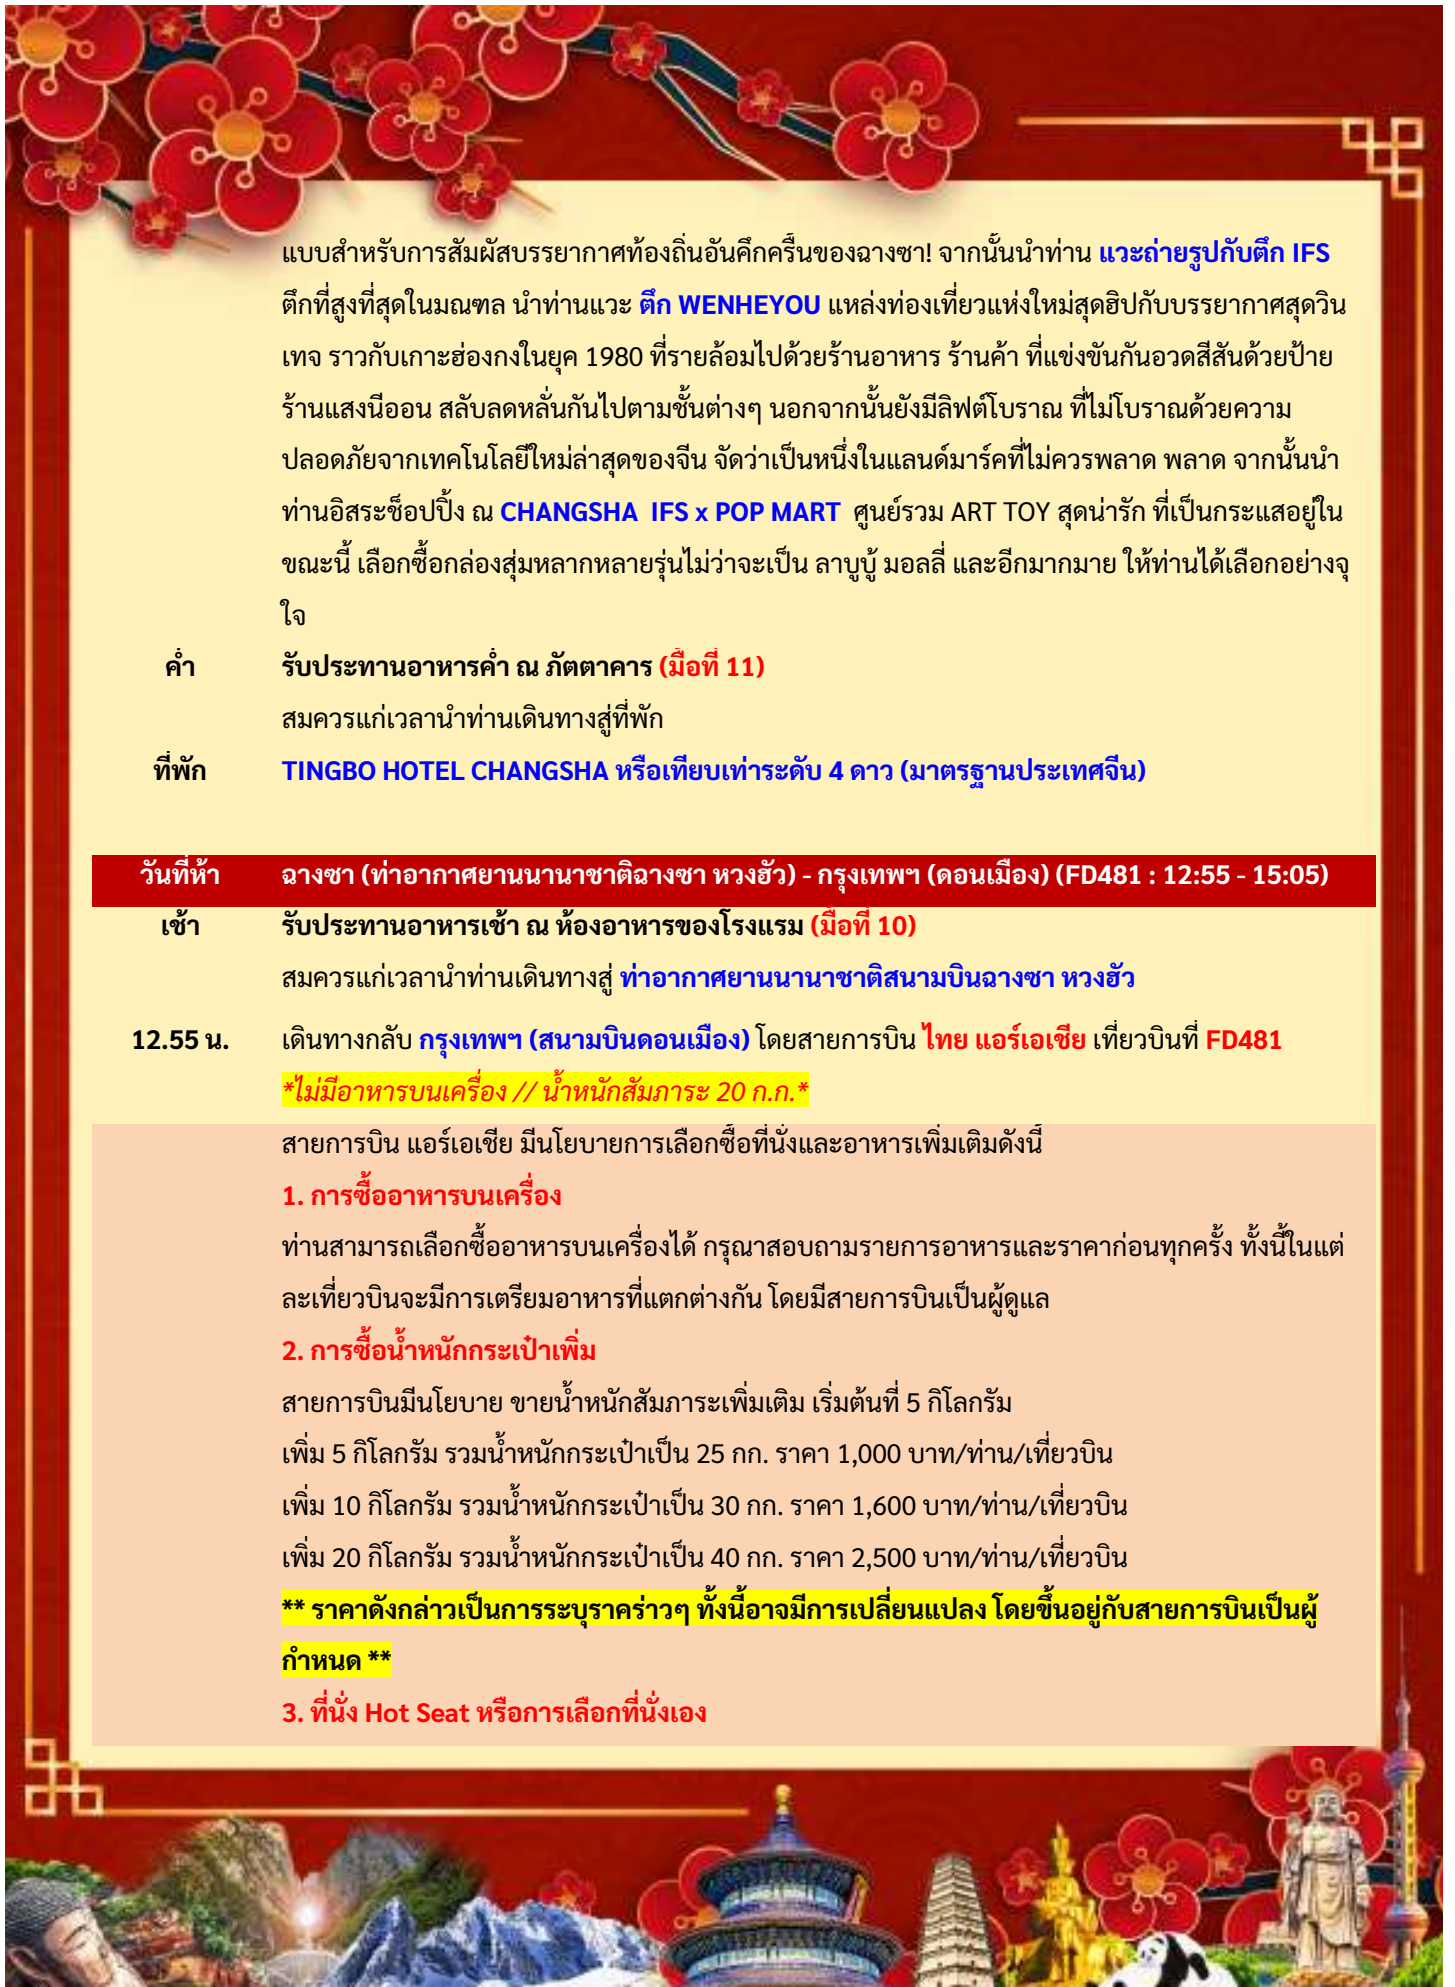 แบบสำหรับการสัมผัสบรรยากาศท้องถิ่นอันคึกครื้นของฉางซา! จากนั้นนำท่าน แวะถ่ายรูปกับตึก IFS
ตึกที่สูงที่สุดในมณฑล นำท่านแวะ ตึก WENHEYOU แหล่งท่องเที่ยวแห่งใหม่สุดฮิปกับบรรยากาศสุดวิน
เทจ ราวกับเกาะฮ่องกงในยุค 1980 ที่รายล้อมไปด้วยร้านอาหาร ร้านค้า ที่แข่งขันกันอวดสีสันด้วยป้าย
ร้านแสงนีออน สลับลดหลั่นกันไปตามชั้นต่างๆ นอกจากนั้นยังมีลิฟต์โบราณ ที่ไม่โบราณด้วยความ
ปลอดภัยจากเทคโนโลยีใหม่ล่าสุดของจีน จัดว่าเป็นหนึ่งในแลนด์มาร์คที่ไม่ควรพลาด พลาด จากนั้นนำ
ท่านอิสระช็อปปิ้ง ณ CHANGSHA IFS x POP MART ศูนย์รวม ART TOY สุดน่ารัก ที่เป็นกระแสอยู่ใน
ขณะนี้ เลือกซื้อกล่องสุ่มหลากหลายรุ่นไม่ว่าจะเป็น ลาบูบู้ มอลลี่ และอีกมากมาย ให้ท่านได้เลือกอย่างจุ
ใจ
ค่ำ รับประทานอาหารค่ำ ณ ภัตตาคาร (มื้อที่ 11)
สมควรแก่เวลานำท่านเดินทางสู่ที่พัก
ที่พัก TINGBO HOTEL CHANGSHA หรือเทียบเท่าระดับ 4 ดาว (มาตรฐานประเทศจีน)
วันที่ห้า ฉางซา (ท่าอากาศยานนานาชาติฉางซา หวงฮัว) - กรุงเทพฯ (ดอนเมือง) (FD481 : 12:55 - 15:05)
เช้า รับประทานอาหารเช้า ณ ห้องอาหารของโรงแรม (มื้อที่ 10)
สมควรแก่เวลานำท่านเดินทางสู่ ท่าอากาศยานนานาชาติสนามบินฉางซา หวงฮัว
12.55 น. เดินทางกลับ กรุงเทพฯ (สนามบินดอนเมือง) โดยสายการบิน ไทย แอร์เอเชีย เที่ยวบินที่ FD481
*ไม่มีอาหารบนเครื่อง // น้ำหนักสัมภาระ 20 ก.ก.*
สายการบิน แอร์เอเชีย มีนโยบายการเลือกซื้อที่นั่งและอาหารเพิ่มเติมดังนี้
1. การซื้ออาหารบนเครื่อง
ท่านสามารถเลือกซื้ออาหารบนเครื่องได้ กรุณาสอบถามรายการอาหารและราคาก่อนทุกครั้ง ทั้งนี้ในแต่
ละเที่ยวบินจะมีการเตรียมอาหารที่แตกต่างกัน โดยมีสายการบินเป็นผู้ดูแล
2. การซื้อน้ำหนักกระเป๋าเพิ่ม
สายการบินมีนโยบาย ขายน้ำหนักสัมภาระเพิ่มเติม เริ่มต้นที่ 5 กิโลกรัม
เพิ่ม 5 กิโลกรัม รวมน้ำหนักกระเป๋าเป็น 25 กก. ราคา 1,000 บาท/ท่าน/เที่ยวบิน
เพิ่ม 10 กิโลกรัม รวมน้ำหนักกระเป๋าเป็น 30 กก. ราคา 1,600 บาท/ท่าน/เที่ยวบิน
เพิ่ม 20 กิโลกรัม รวมน้ำหนักกระเป๋าเป็น 40 กก. ราคา 2,500 บาท/ท่าน/เที่ยวบิน
** ราคาดังกล่าวเป็นการระบุราคร่าวๆ ทั้งนี้อาจมีการเปลี่ยนแปลง โดยขึ้นอยู่กับสายการบินเป็นผู้
กำหนด **
3. ที่นั่ง Hot Seat หรือการเลือกที่นั่งเอง